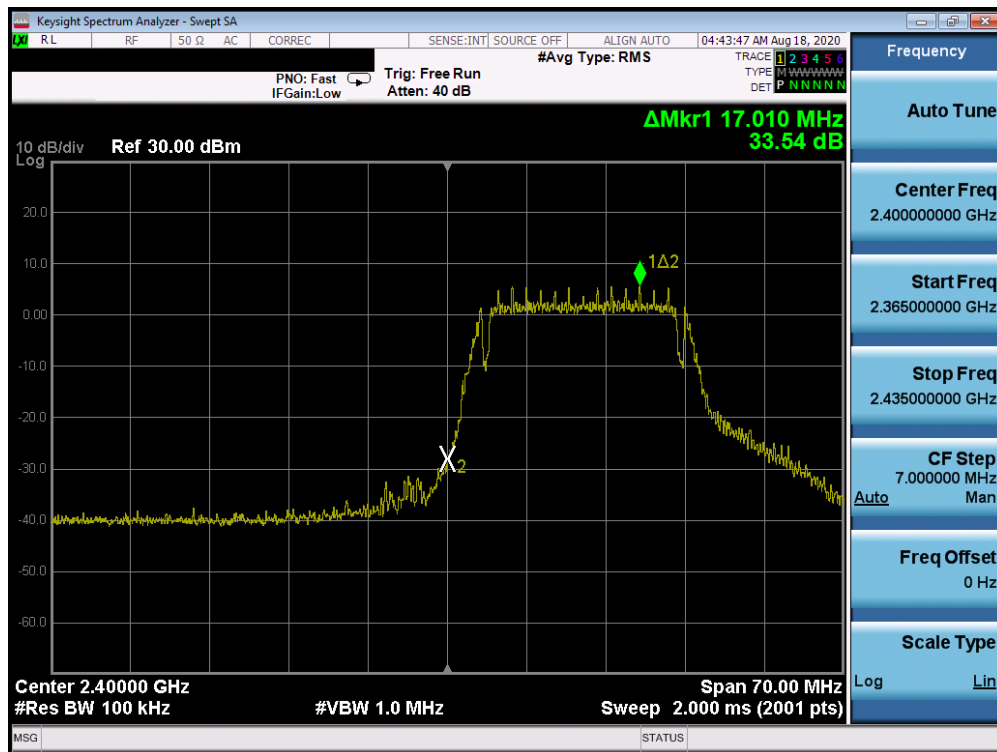 Keysight Spectrum Analyzer - Swept SA
LXI RL RF 50 Ω AC CORREC SENSE:INT SOURCE OFF ALIGN AUTO 04:43:47 AM Aug 18, 2020
#Avg Type: RMS
TRACE 1 2 3 4 5 6
PNO: Fast Trig: Free Run
TYPE M WWWWW
IFGain:Low Atten: 40 dB
DET P N N N N N
ΔMkr1 17.010 MHz
33.54 dB
10 dB/div Ref 30.00 dBm
Log
20.0
10.0
0.00
-10.0
-20.0
-30.0
-40.0
-50.0
-60.0
1Δ2
X2
Center 2.40000 GHz Span 70.00 MHz
#Res BW 100 kHz #VBW 1.0 MHz Sweep 2.000 ms (2001 pts)
MSG STATUS
Frequency
Auto Tune
Center Freq
2.400000000 GHz
Start Freq
2.365000000 GHz
Stop Freq
2.435000000 GHz
CF Step
7.000000 MHz
Auto Man
Freq Offset
0 Hz
Scale Type
Log Lin